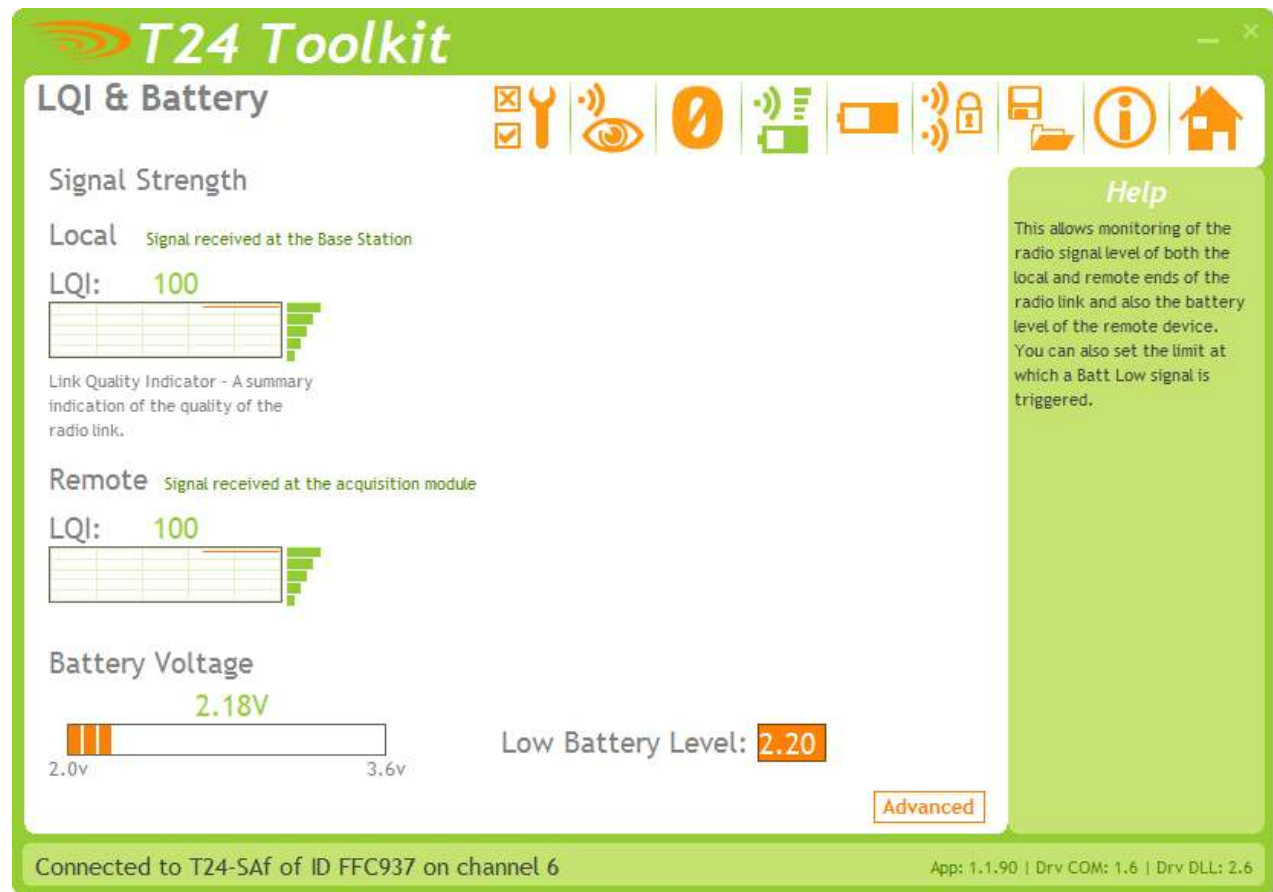 T24 Toolkit
LQI & Battery
Signal Strength
Local Signal received at the Base Station
LQI: 100
Link Quality Indicator - A summary
indication of the quality of the
radio link.
Remote Signal received at the acquisition module
LQI: 100
Battery Voltage
2.18V
2.0v 3.6v
Low Battery Level: 2.20
Advanced
Help
This allows monitoring of the
radio signal level of both the
local and remote ends of the
radio link and also the battery
level of the remote device.
You can also set the limit at
which a Batt Low signal is
triggered.
Connected to T24-SAf of ID FFC937 on channel 6
App: 1.1.90 | Drv COM: 1.6 | Drv DLL: 2.6